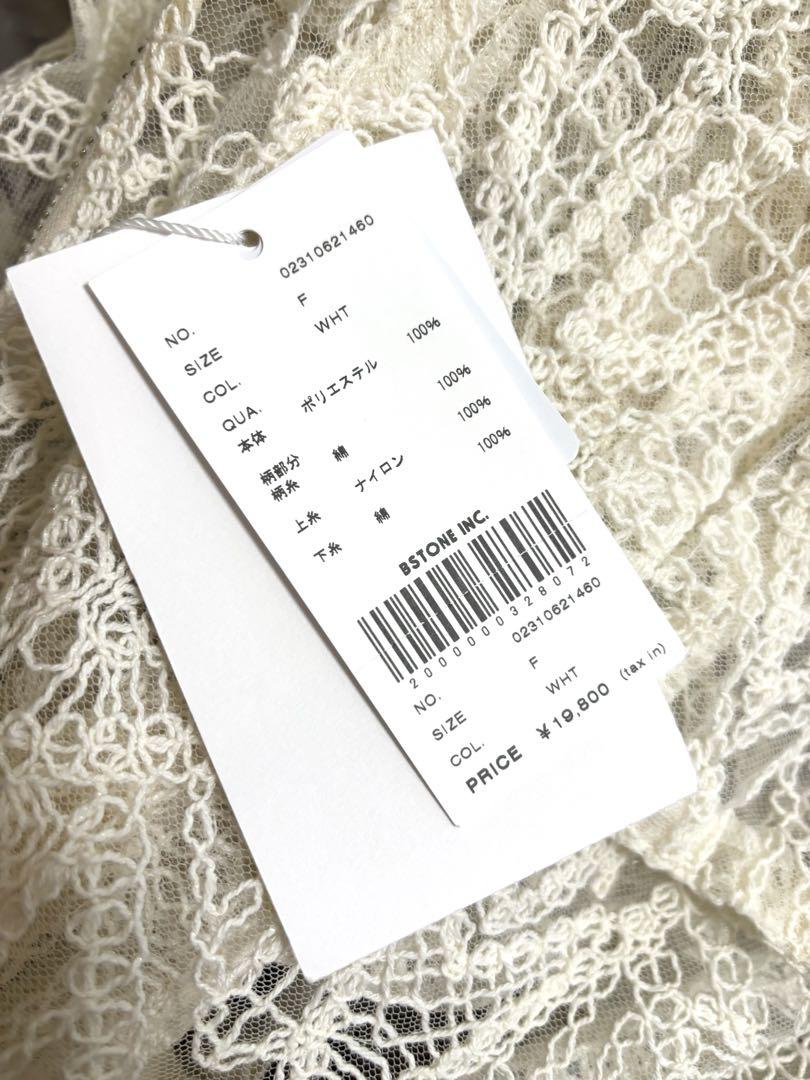 NO. 02310621460
SIZE F
COL. WHT
QUA.
本体 ポリエステル 100%
柄部分
柄糸 綿 100%
上糸 ナイロン 100%
下糸 綿 100%
BSTONE INC.
2000000328072
NO. 02310621460
SIZE F
COL. WHT
PRICE ¥19,800 (tax in)